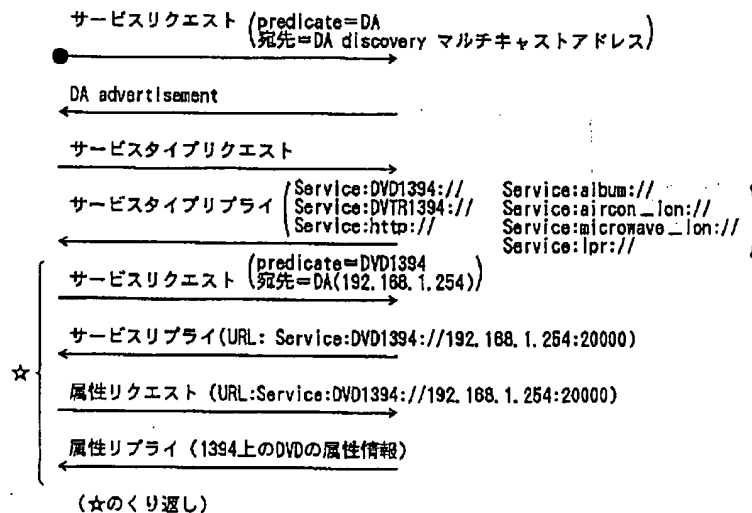 サービスリクエスト (predicate=DA
宛先=DA discovery マルチキャストアドレス)
DA advertisement
サービスタイプリクエスト
サービスタイプリプライ (Service:DVD1394:// Service:album://
Service:DVTR1394:// Service:aircon_lon://
Service:http:// Service:microwave_lon://
Service:lpr://)
サービスリクエスト (predicate=DVD1394
宛先=DA(192.168.1.254))
サービスリプライ(URL: Service:DVD1394://192.168.1.254:20000)
☆
属性リクエスト (URL:Service:DVD1394://192.168.1.254:20000)
属性リプライ (1394上のDVDの属性情報)
(☆のくり返し)